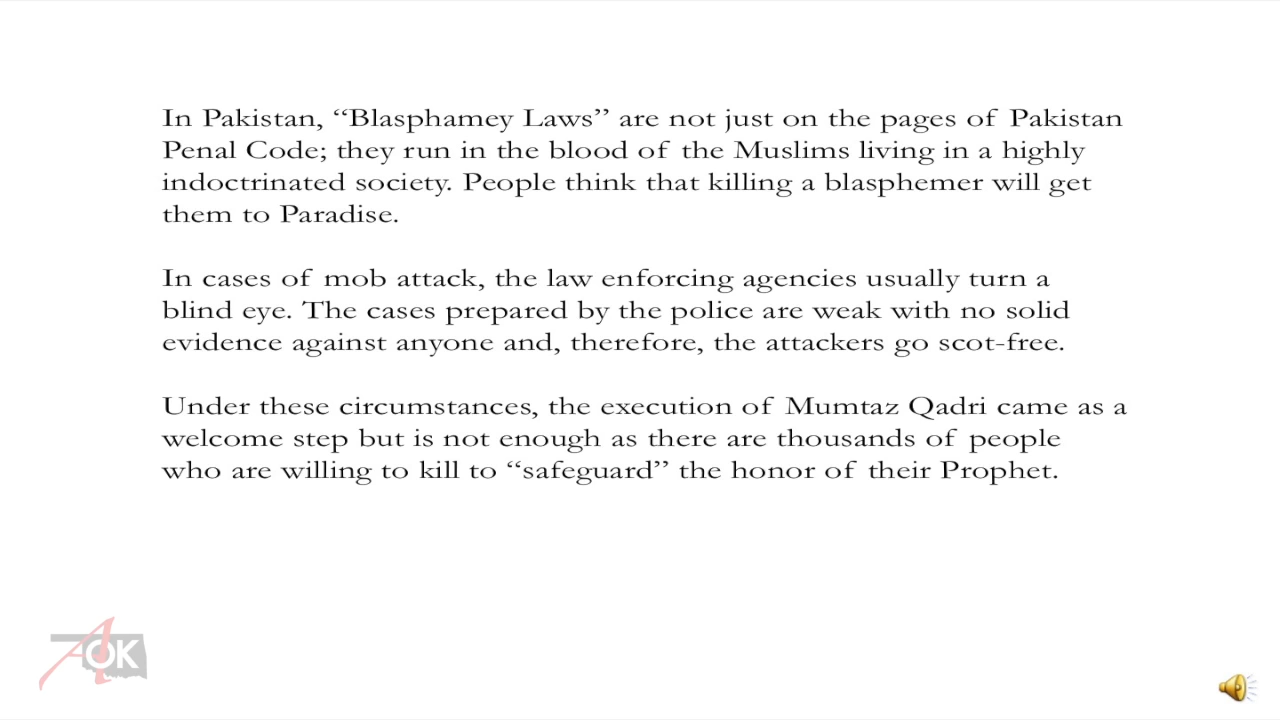 In Pakistan, “Blasphamey Laws” are not just on the pages of Pakistan
Penal Code; they run in the blood of the Muslims living in a highly
indoctrinated society. People think that killing a blasphemer will get
them to Paradise.
In cases of mob attack, the law enforcing agencies usually turn a
blind eye. The cases prepared by the police are weak with no solid
evidence against anyone and, therefore, the attackers go scot-free.
Under these circumstances, the execution of Mumtaz Qadri came as a
welcome step but is not enough as there are thousands of people
who are willing to kill to “safeguard” the honor of their Prophet.
AOK